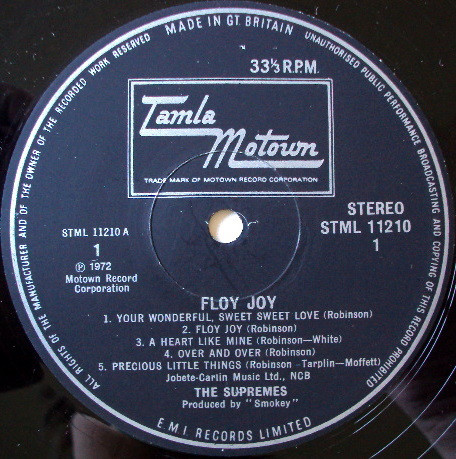 MADE IN GT. BRITAIN
ALL RIGHTS OF THE MANUFACTURER AND OF THE OWNER OF THE RECORDED WORK RESERVED
UNAUTHORISED PUBLIC PERFORMANCE BROADCASTING AND COPYING OF THIS RECORD PROHIBITED
33⅓ R.P.M.
Tamla
Motown
TRADE MARK OF MOTOWN RECORD CORPORATION
STML 11210 A
1
℗ 1972
Motown Record
Corporation
STEREO
STML 11210
1
FLOY JOY
1. YOUR WONDERFUL, SWEET SWEET LOVE (Robinson)
2. FLOY JOY (Robinson)
3. A HEART LIKE MINE (Robinson—White)
4. OVER AND OVER (Robinson)
5. PRECIOUS LITTLE THINGS (Robinson—Tarplin—Moffett)
Jobete-Carlin Music Ltd., NCB
THE SUPREMES
Produced by "Smokey"
E.M.I. RECORDS LIMITED